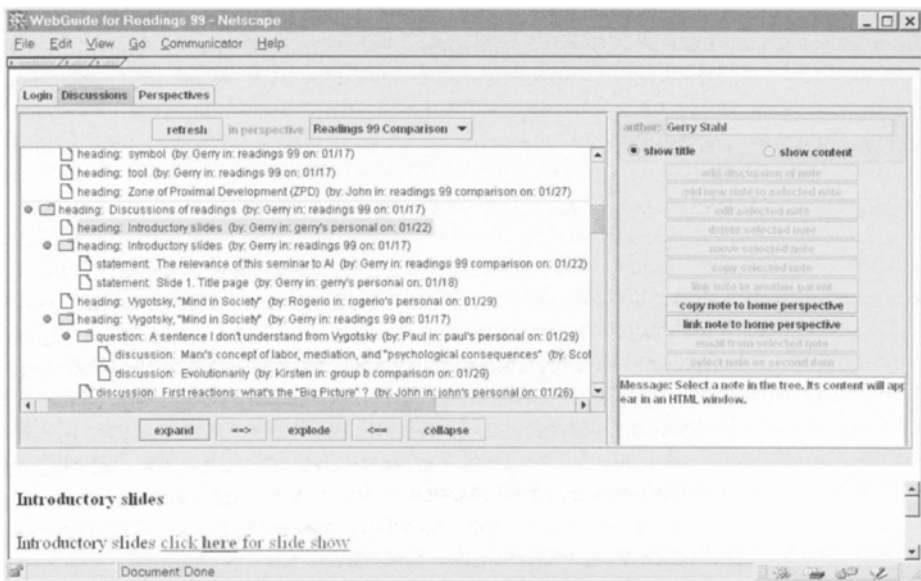 WebGuide for Readings 99 - Netscape
File Edit View Go Communicator Help
Login Discussions Perspectives
refresh in perspective Readings 99 Comparison
heading: symbol (by: Gerry in: readings 99 on: 01/17)
heading: tool (by: Gerry in: readings 99 on: 01/17)
heading: Zone of Proximal Development (ZPD) (by: John in: readings 99 comparison on: 01/27)
heading: Discussions of readings (by: Gerry in: readings 99 on: 01/17)
heading: Introductory slides (by: Gerry in: gerry's personal on: 01/22)
heading: Introductory slides (by: Gerry in: readings 99 on: 01/17)
statement: The relevance of this seminar to AI (by: Gerry in: readings 99 comparison on: 01/22)
statement: Slide 1. Title page (by: Gerry in: gerry's personal on: 01/18)
heading: Vygotsky, "Mind in Society" (by: Rogerio in: rogerio's personal on: 01/29)
heading: Vygotsky, "Mind in Society" (by: Gerry in: readings 99 on: 01/17)
question: A sentence I don't understand from Vygotsky (by: Paul in: paul's personal on: 01/29)
discussion: Marx's concept of labor, mediation, and "psychological consequences" (by: Scot
discussion: Evolutionarily (by: Kirsten in: group b comparison on: 01/29)
discussion: First reactions: what's the "Big Picture" ? (by: John in: john's personal on: 01/26)
expand ==> explode <== collapse
author: Gerry Stahl
show title show content
add discussion of note
add new note to selected note
edit selected note
delete selected note
move selected note
copy selected note
link note to another parent
copy note to home perspective
link note to home perspective
email from selected note
select note as second item
Message: Select a note in the tree. Its content will app
ear in an HTML window.
Introductory slides
Introductory slides click here for slide show
Document Done